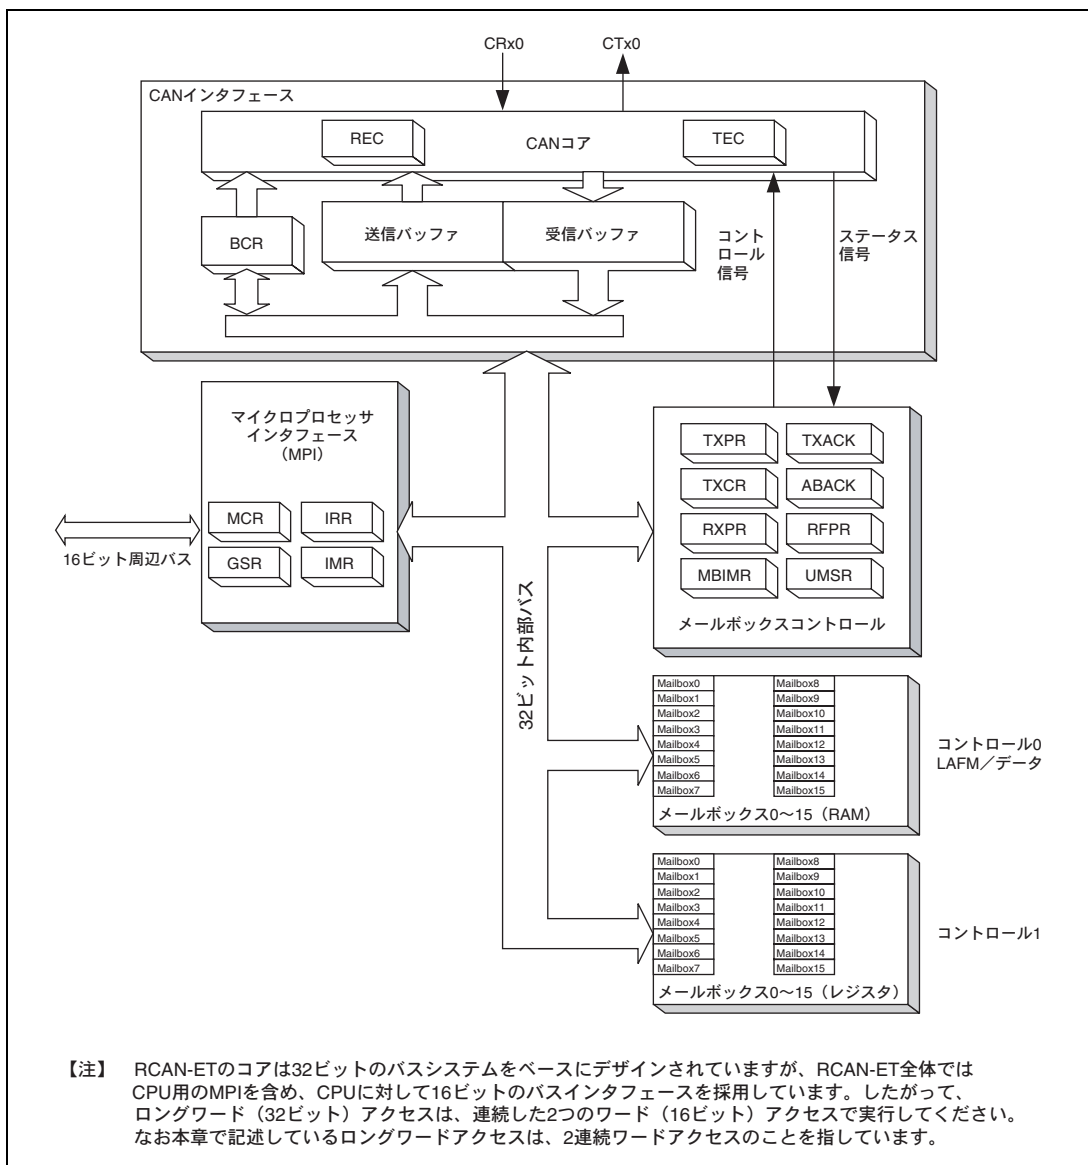 CRx0
CTx0
CANインタフェース
REC
CANコア
TEC
BCR
送信バッファ
受信バッファ
コント
ロール
信号
ステータス
信号
マイクロプロセッサ
インタフェース
（MPI）
MCR
IRR
GSR
IMR
16ビット周辺バス
32ビット内部バス
TXPR
TXACK
TXCR
ABACK
RXPR
RFPR
MBIMR
UMSR
メールボックスコントロール
Mailbox0
Mailbox1
Mailbox2
Mailbox3
Mailbox4
Mailbox5
Mailbox6
Mailbox7
Mailbox8
Mailbox9
Mailbox10
Mailbox11
Mailbox12
Mailbox13
Mailbox14
Mailbox15
メールボックス0～15（RAM）
コントロール0
LAFM／データ
Mailbox0
Mailbox1
Mailbox2
Mailbox3
Mailbox4
Mailbox5
Mailbox6
Mailbox7
Mailbox8
Mailbox9
Mailbox10
Mailbox11
Mailbox12
Mailbox13
Mailbox14
Mailbox15
メールボックス0～15（レジスタ）
コントロール1
【注】 RCAN-ETのコアは32ビットのバスシステムをベースにデザインされていますが、RCAN-ET全体では
CPU用のMPIを含め、CPUに対して16ビットのバスインタフェースを採用しています。したがって、
ロングワード（32ビット）アクセスは、連続した2つのワード（16ビット）アクセスで実行してください。
なお本章で記述しているロングワードアクセスは、2連続ワードアクセスのことを指しています。